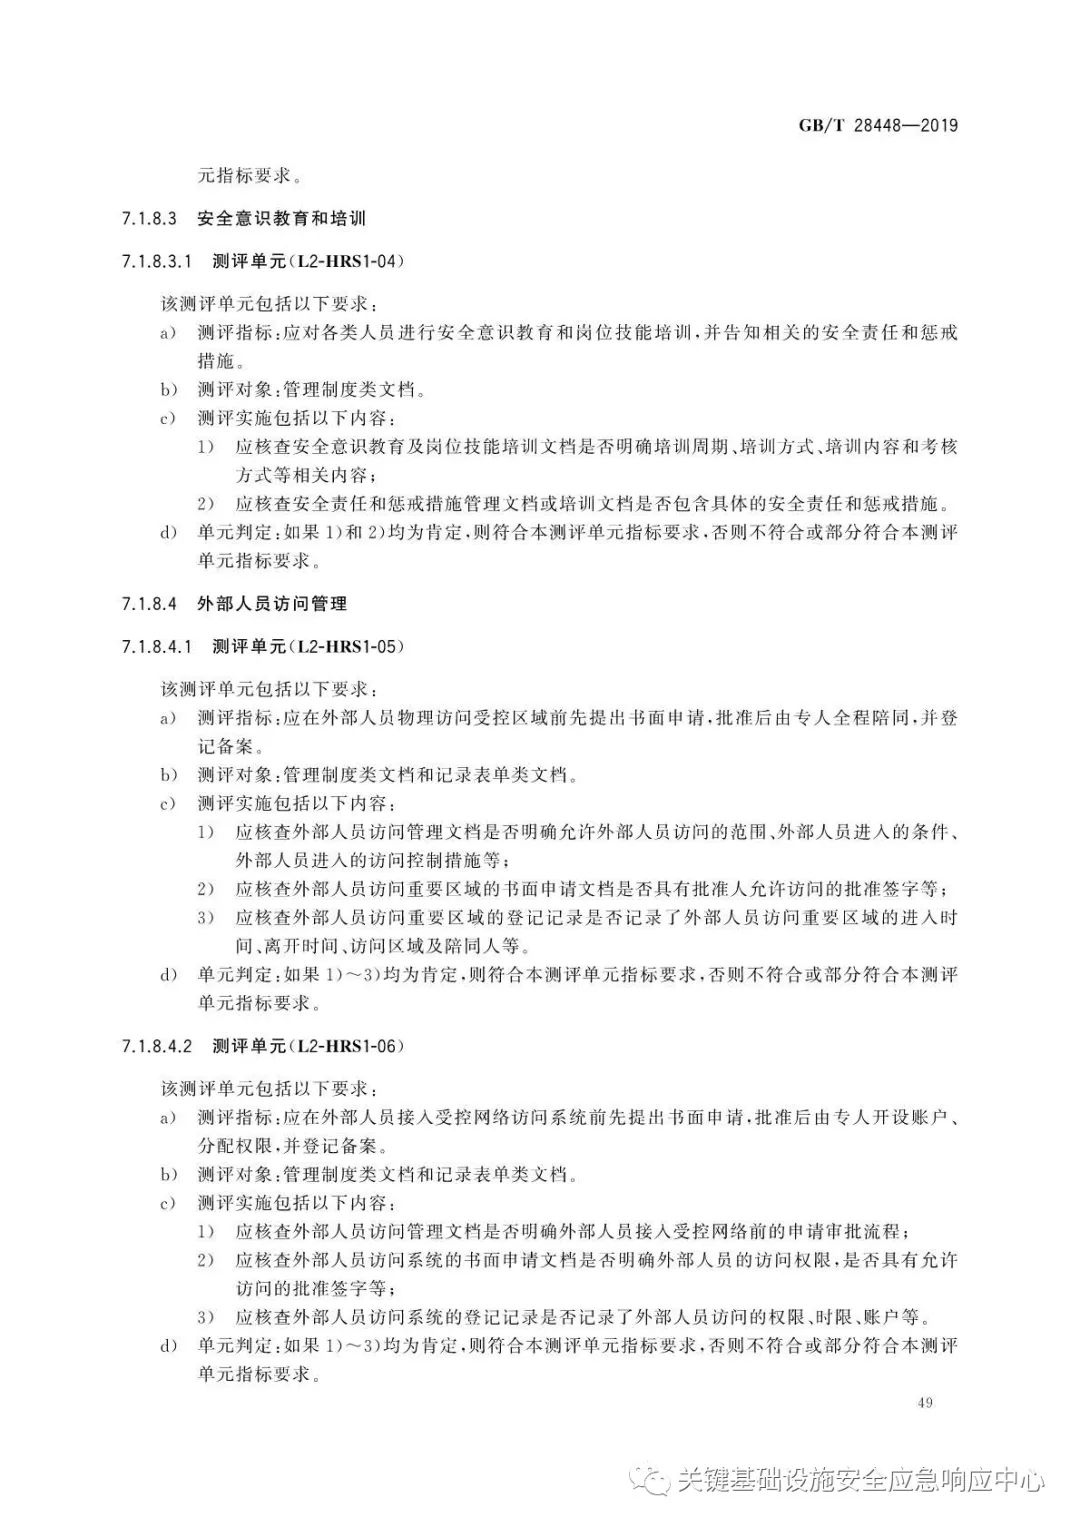 GB/T 28448—2019
元指标要求。
7.1.8.3 安全意识教育和培训
7.1.8.3.1 测评单元(L2-HRS1-04)
该测评单元包括以下要求:
a) 测评指标:应对各类人员进行安全意识教育和岗位技能培训,并告知相关的安全责任和惩戒
措施。
b) 测评对象:管理制度类文档。
c) 测评实施包括以下内容:
1) 应核查安全意识教育及岗位技能培训文档是否明确培训周期、培训方式、培训内容和考核
方式等相关内容;
2) 应核查安全责任和惩戒措施管理文档或培训文档是否包含具体的安全责任和惩戒措施。
d) 单元判定:如果 1)和 2)均为肯定,则符合本测评单元指标要求,否则不符合或部分符合本测评
单元指标要求。
7.1.8.4 外部人员访问管理
7.1.8.4.1 测评单元(L2-HRS1-05)
该测评单元包括以下要求:
a) 测评指标:应在外部人员物理访问受控区域前先提出书面申请,批准后由专人全程陪同,并登
记备案。
b) 测评对象:管理制度类文档和记录表单类文档。
c) 测评实施包括以下内容:
1) 应核查外部人员访问管理文档是否明确允许外部人员访问的范围、外部人员进入的条件、
外部人员进入的访问控制措施等;
2) 应核查外部人员访问重要区域的书面申请文档是否具有批准人允许访问的批准签字等;
3) 应核查外部人员访问重要区域的登记记录是否记录了外部人员访问重要区域的进入时
间、离开时间、访问区域及陪同人等。
d) 单元判定:如果 1)～3)均为肯定,则符合本测评单元指标要求,否则不符合或部分符合本测评
单元指标要求。
7.1.8.4.2 测评单元(L2-HRS1-06)
该测评单元包括以下要求:
a) 测评指标:应在外部人员接入受控网络访问系统前先提出书面申请,批准后由专人开设账户、
分配权限,并登记备案。
b) 测评对象:管理制度类文档和记录表单类文档。
c) 测评实施包括以下内容:
1) 应核查外部人员访问管理文档是否明确外部人员接入受控网络前的申请审批流程;
2) 应核查外部人员访问系统的书面申请文档是否明确外部人员的访问权限,是否具有允许
访问的批准签字等;
3) 应核查外部人员访问系统的登记记录是否记录了外部人员访问的权限、时限、账户等。
d) 单元判定:如果 1)～3)均为肯定,则符合本测评单元指标要求,否则不符合或部分符合本测评
单元指标要求。
49
关键基础设施安全应急响应中心